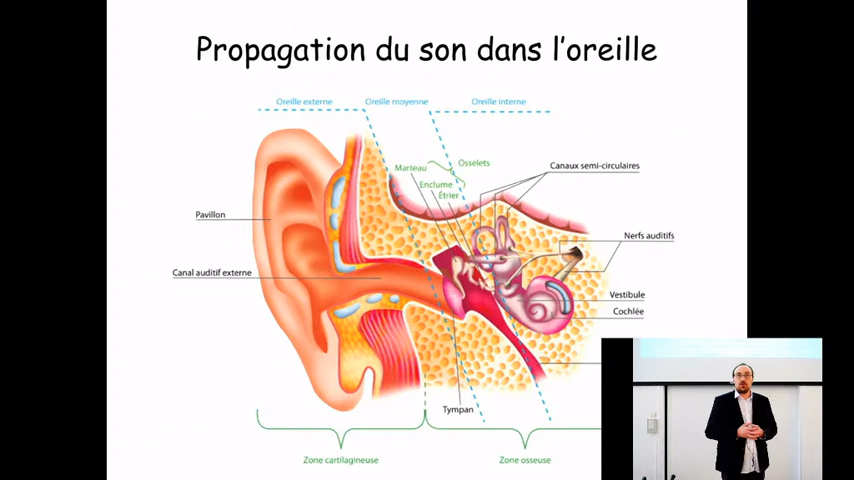 Propagation du son dans l'oreille
Oreille externe
Oreille moyenne
Oreille interne
Marteau
Osselets
Canaux semi-circulaires
Enclume
Étrier
Pavillon
Nerfs auditifs
Canal auditif externe
Vestibule
Cochlée
Tympan
Zone cartilagineuse
Zone osseuse